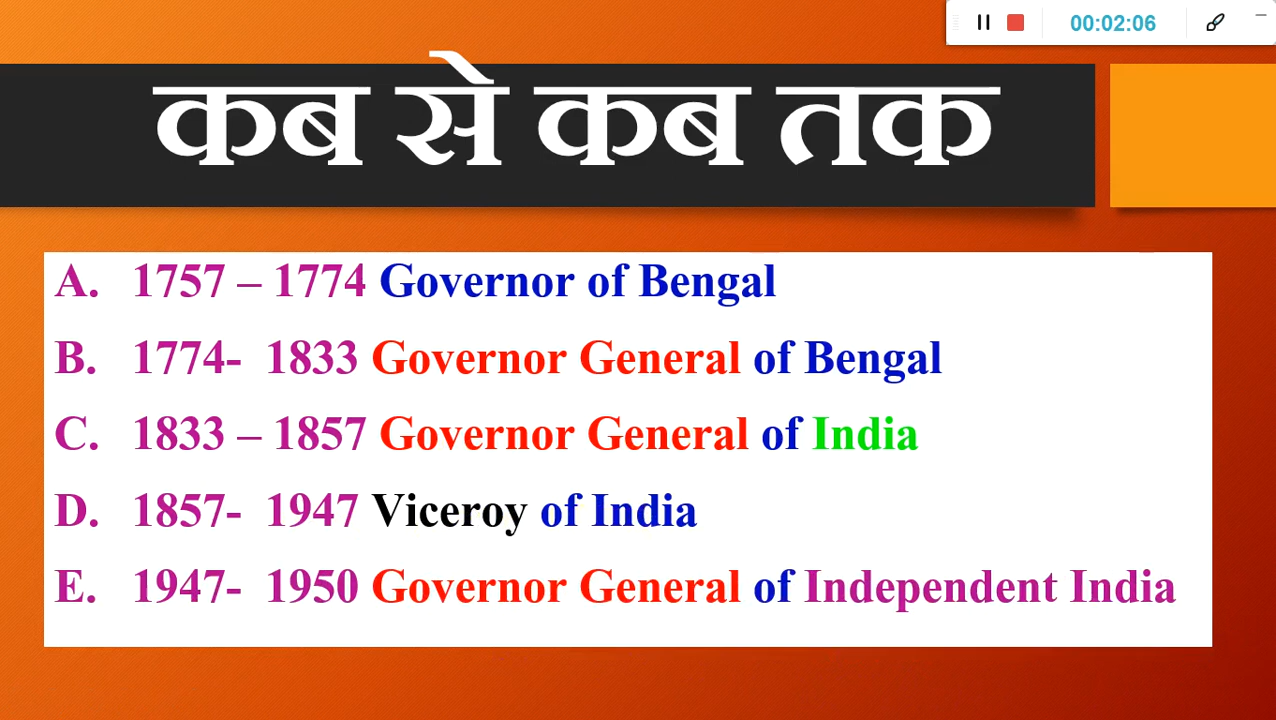 00:02:06
कब से कब तक
A. 1757 – 1774 Governor of Bengal
B. 1774- 1833 Governor General of Bengal
C. 1833 – 1857 Governor General of India
D. 1857- 1947 Viceroy of India
E. 1947- 1950 Governor General of Independent India